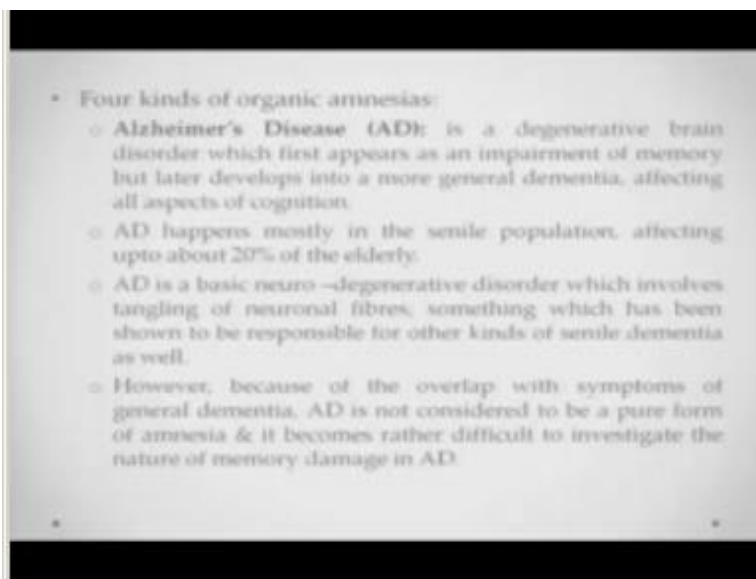 • Four kinds of organic amnesias:
o Alzheimer's Disease (AD): is a degenerative brain
disorder which first appears as an impairment of memory
but later develops into a more general dementia, affecting
all aspects of cognition.
o AD happens mostly in the senile population, affecting
upto about 20% of the elderly.
o AD is a basic neuro –degenerative disorder which involves
tangling of neuronal fibres, something which has been
shown to be responsible for other kinds of senile dementia
as well.
o However, because of the overlap with symptoms of
general dementia, AD is not considered to be a pure form
of amnesia & it becomes rather difficult to investigate the
nature of memory damage in AD.